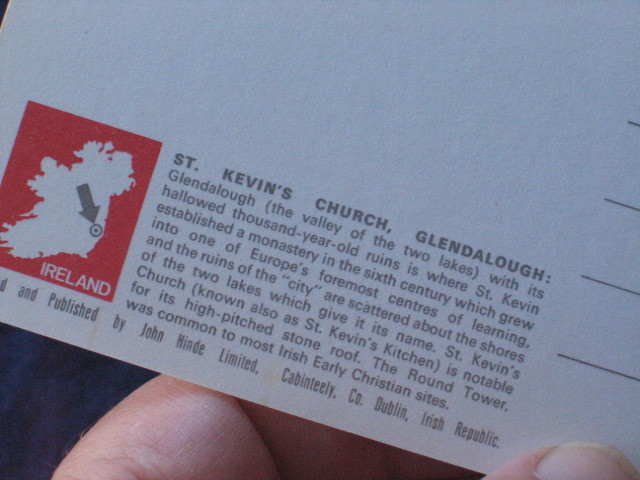 ST. KEVIN'S CHURCH, GLENDALOUGH:
Glendalough (the valley of the two lakes) with its
hallowed thousand-year-old ruins is where St. Kevin
established a monastery in the sixth century which grew
into one of Europe's foremost centres of learning,
and the ruins of the "city" are scattered about the shores
of the two lakes which give it its name. St. Kevin's
Church (known also as St. Kevin's Kitchen) is notable
for its high-pitched stone roof. The Round Tower,
was common to most Irish Early Christian sites.
IRELAND
and Published by John Hinde Limited, Cabinteely, Co. Dublin, Irish Republic.